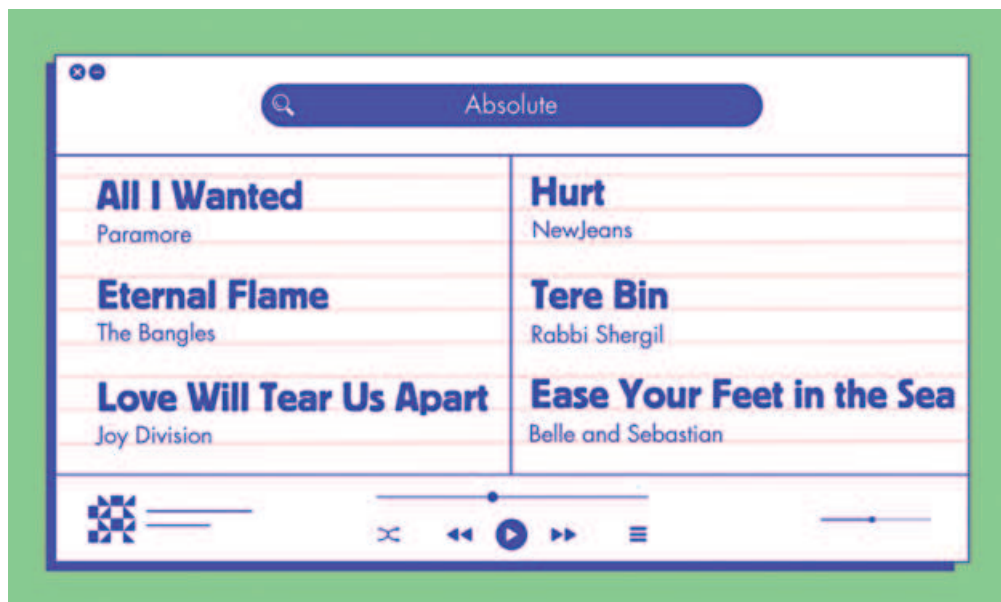 Absolute
All I Wanted
Paramore
Eternal Flame
The Bangles
Love Will Tear Us Apart
Joy Division
Hurt
NewJeans
Tere Bin
Rabbi Shergil
Ease Your Feet in the Sea
Belle and Sebastian